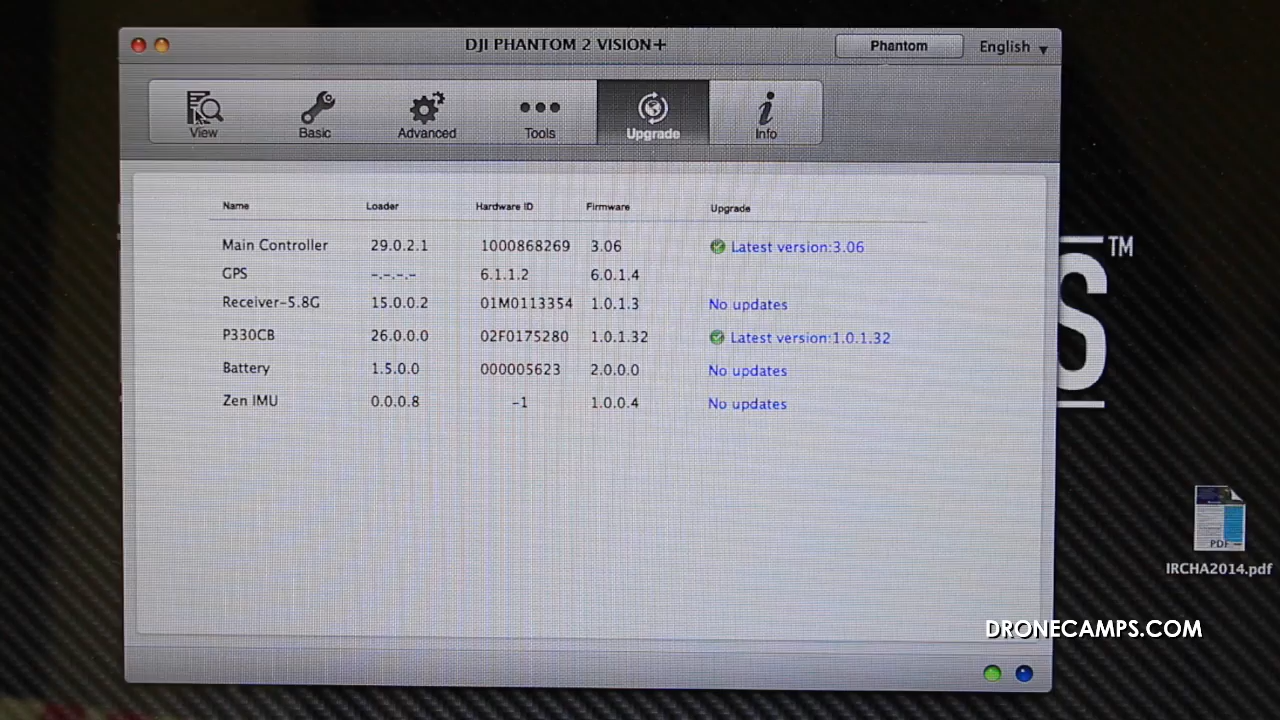 DJI PHANTOM 2 VISION+
Phantom
English
View
Basic
Advanced
Tools
Upgrade
Info
Name Loader Hardware ID Firmware Upgrade
Main Controller 29.0.2.1 1000868269 3.06 Latest version:3.06
GPS -.-.-.- 6.1.1.2 6.0.1.4
Receiver-5.8G 15.0.0.2 01M0113354 1.0.1.3 No updates
P330CB 26.0.0.0 02F0175280 1.0.1.32 Latest version:1.0.1.32
Battery 1.5.0.0 000005623 2.0.0.0 No updates
Zen IMU 0.0.0.8 -1 1.0.0.4 No updates
S TM
PDF
IRCHA2014.pdf
DRONECAMPS.COM